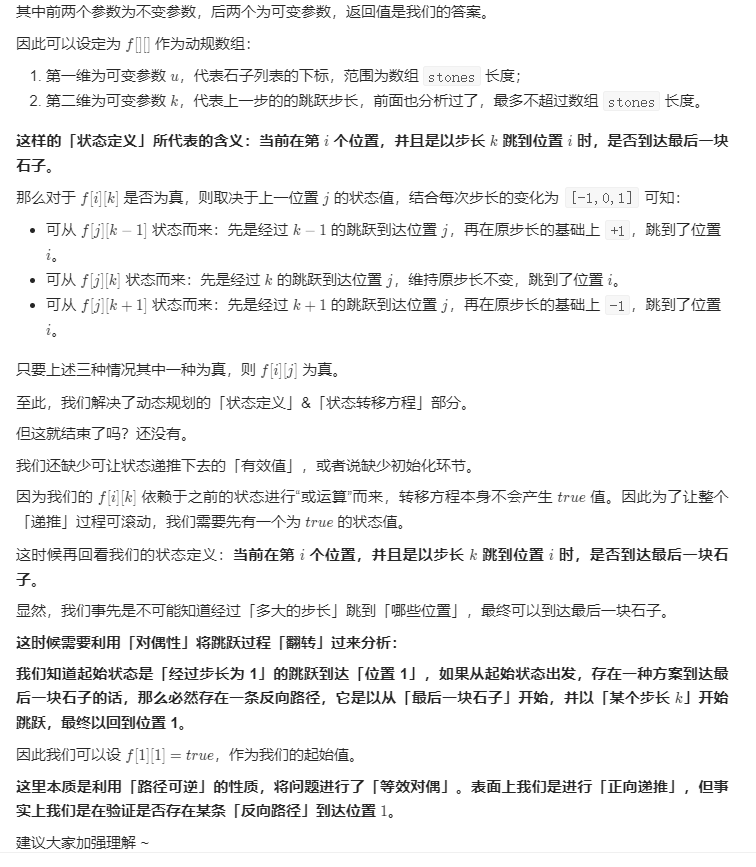 其中前两个参数为不变参数，后两个为可变参数，返回值是我们的答案。
因此可以设定为 f[][] 作为动规数组：
1. 第一维为可变参数 u，代表石子列表的下标，范围为数组 stones 长度；
2. 第二维为可变参数 k，代表上一步的的跳跃步长，前面也分析过了，最多不超过数组 stones 长度。
这样的「状态定义」所代表的含义：当前在第 i 个位置，并且是以步长 k 跳到位置 i 时，是否到达最后一块
石子。
那么对于 f[i][k] 是否为真，则取决于上一位置 j 的状态值，结合每次步长的变化为 [-1,0,1] 可知：
• 可从 f[j][k − 1] 状态而来：先是经过 k − 1 的跳跃到达位置 j，再在原步长的基础上 +1，跳到了位置
i。
• 可从 f[j][k] 状态而来：先是经过 k 的跳跃到达位置 j，维持原步长不变，跳到了位置 i。
• 可从 f[j][k + 1] 状态而来：先是经过 k + 1 的跳跃到达位置 j，再在原步长的基础上 -1，跳到了位置
i。
只要上述三种情况其中一种为真，则 f[i][j] 为真。
至此，我们解决了动态规划的「状态定义」&「状态转移方程」部分。
但这就结束了吗？还没有。
我们还缺少可让状态递推下去的「有效值」，或者说缺少初始化环节。
因为我们的 f[i][k] 依赖于之前的状态进行“或运算”而来，转移方程本身不会产生 true 值。因此为了让整个
「递推」过程可滚动，我们需要先有一个为 true 的状态值。
这时候再回看我们的状态定义：当前在第 i 个位置，并且是以步长 k 跳到位置 i 时，是否到达最后一块石
子。
显然，我们事先是不可能知道经过「多大的步长」跳到「哪些位置」，最终可以到达最后一块石子。
这时候需要利用「对偶性」将跳跃过程「翻转」过来分析：
我们知道起始状态是「经过步长为 1」的跳跃到达「位置 1」，如果从起始状态出发，存在一种方案到达最
后一块石子的话，那么必然存在一条反向路径，它是以从「最后一块石子」开始，并以「某个步长 k」开始
跳跃，最终以回到位置 1。
因此我们可以设 f[1][1] = true，作为我们的起始值。
这里本质是利用「路径可逆」的性质，将问题进行了「等效对偶」。表面上我们是进行「正向递推」，但事
实上我们是在验证是否存在某条「反向路径」到达位置 1。
建议大家加强理解 ~